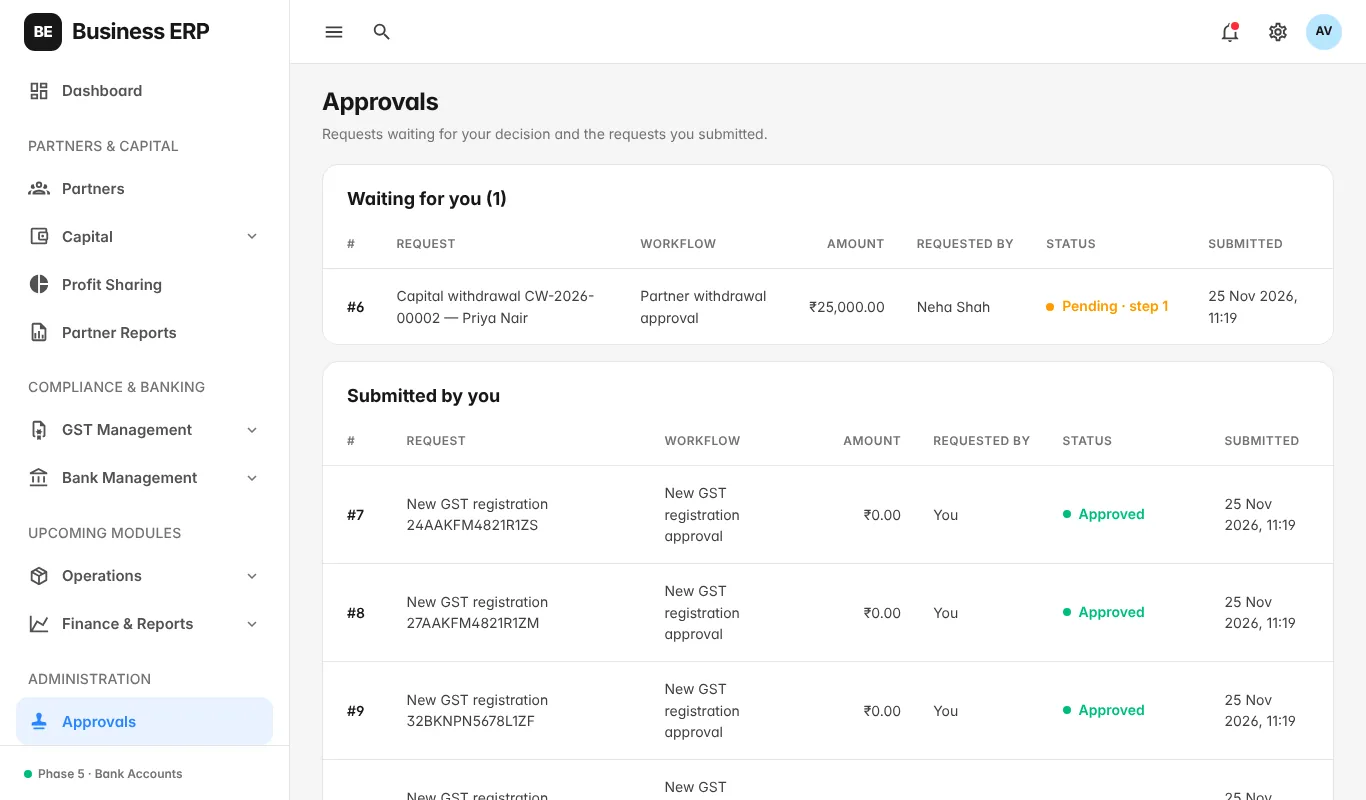 BE Business ERP
AV
Dashboard
PARTNERS & CAPITAL
Partners
Capital
Profit Sharing
Partner Reports
COMPLIANCE & BANKING
GST Management
Bank Management
UPCOMING MODULES
Operations
Finance & Reports
ADMINISTRATION
Approvals
Phase 5 · Bank Accounts
Approvals
Requests waiting for your decision and the requests you submitted.
Waiting for you (1)
# REQUEST WORKFLOW AMOUNT REQUESTED BY STATUS SUBMITTED
#6 Capital withdrawal CW-2026-00002 — Priya Nair Partner withdrawal approval ₹25,000.00 Neha Shah Pending · step 1 25 Nov 2026, 11:19
Submitted by you
# REQUEST WORKFLOW AMOUNT REQUESTED BY STATUS SUBMITTED
#7 New GST registration 24AAKFM4821R1ZS New GST registration approval ₹0.00 You Approved 25 Nov 2026, 11:19
#8 New GST registration 27AAKFM4821R1ZM New GST registration approval ₹0.00 You Approved 25 Nov 2026, 11:19
#9 New GST registration 32BKNPN5678L1ZF New GST registration approval ₹0.00 You Approved 25 Nov 2026, 11:19
New GST registration New GST 25 Nov